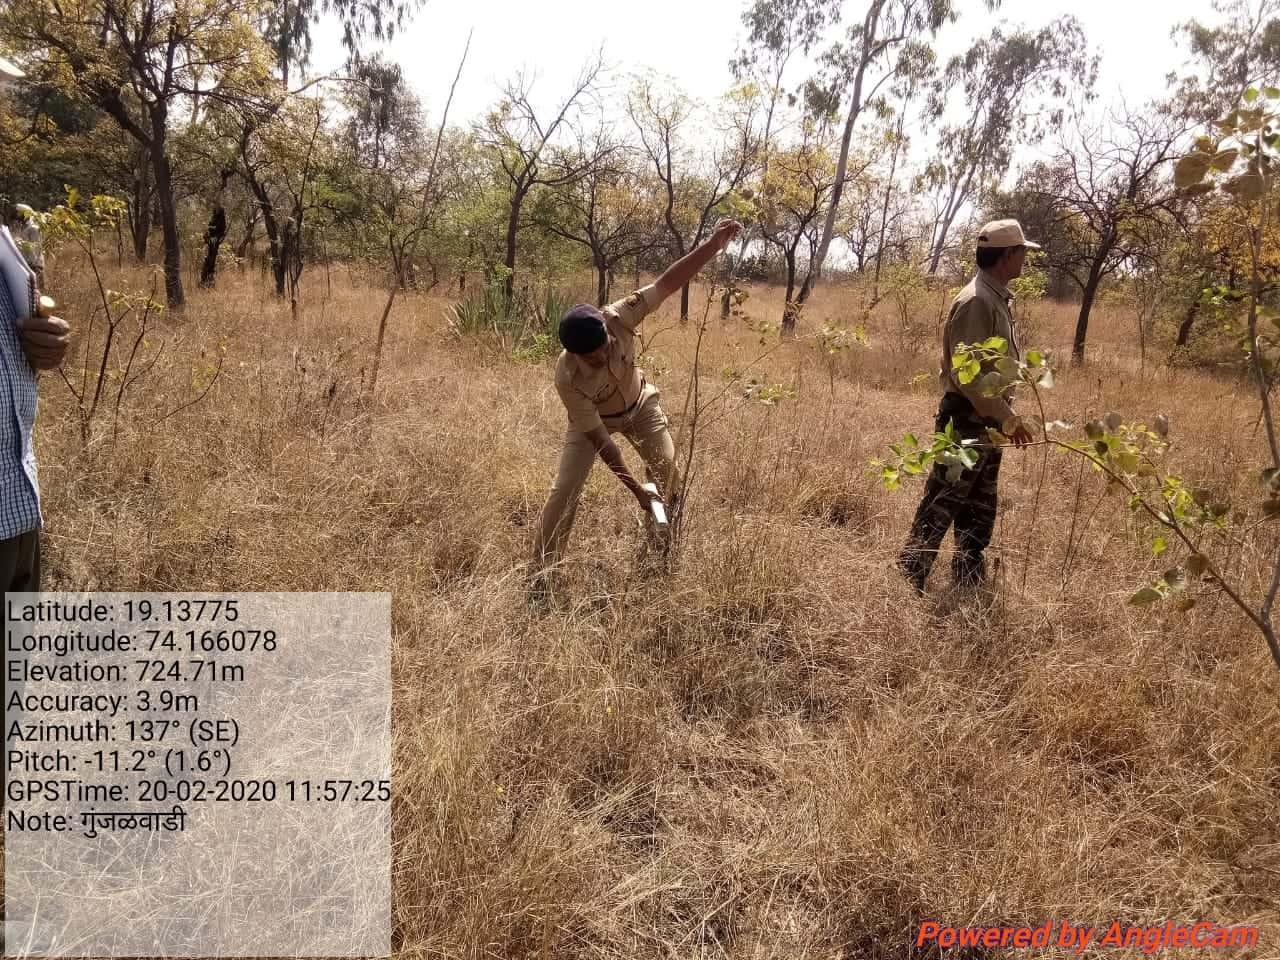 Latitude: 19.13775
Longitude: 74.166078
Elevation: 724.71m
Accuracy: 3.9m
Azimuth: 137° (SE)
Pitch: -11.2° (1.6°)
GPSTime: 20-02-2020 11:57:25
Note: गुंजळवाडी
Powered by AngleCam